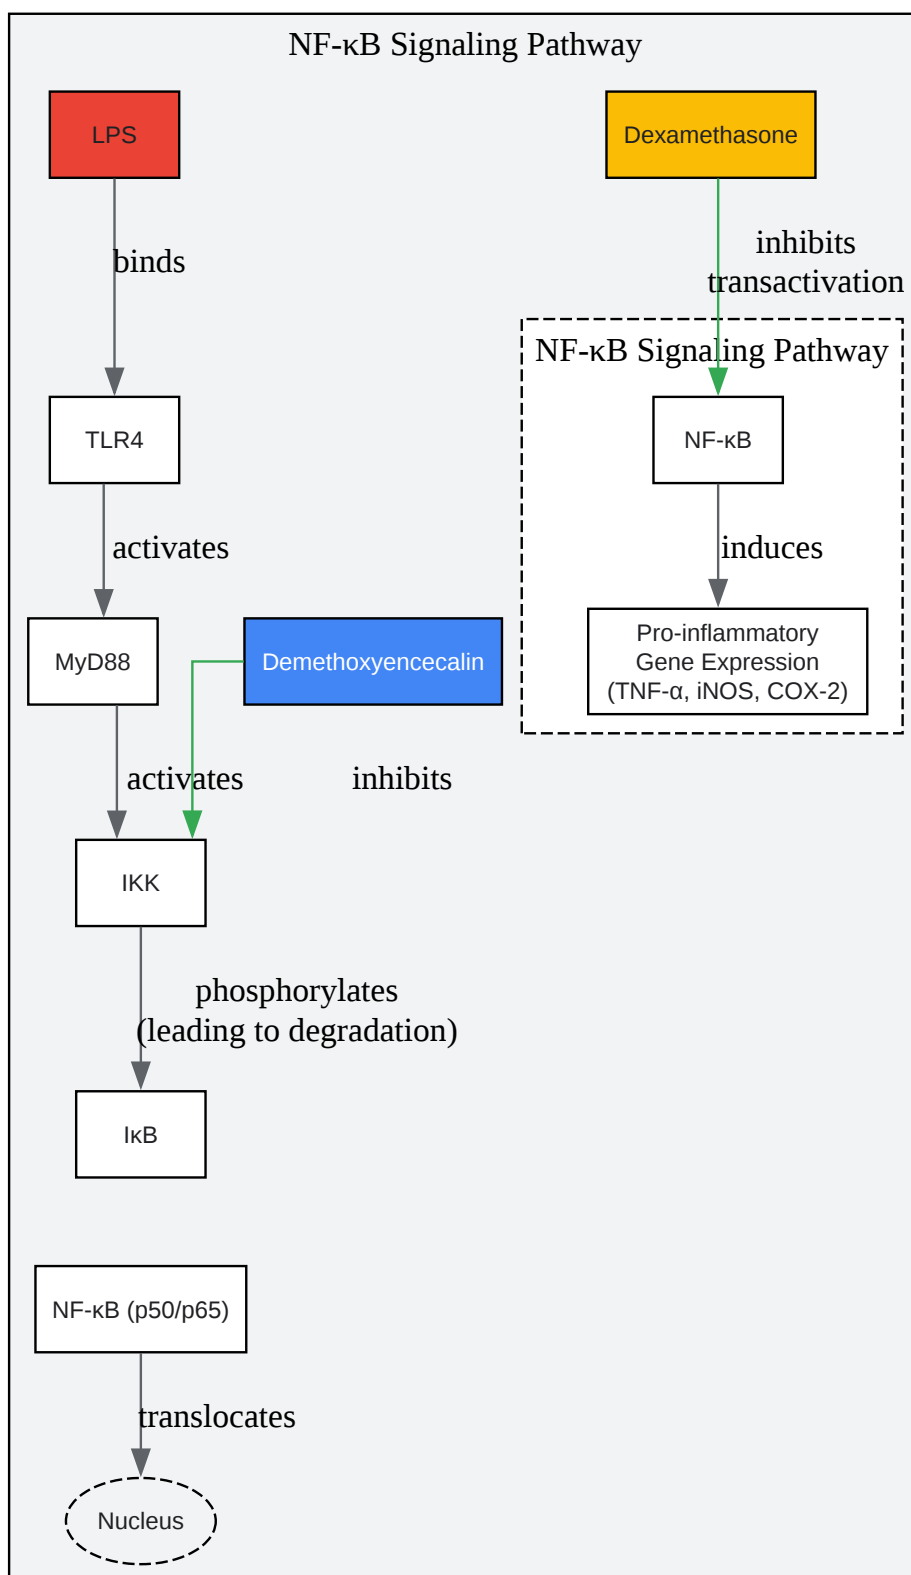 NF-κB Signaling Pathway
LPS
Dexamethasone
binds
inhibits
transactivation
NF-κB Signaling Pathway
TLR4
NF-κB
activates
induces
MyD88
Demethoxyencecalin
Pro-inflammatory
Gene Expression
(TNF-α, iNOS, COX-2)
activates
inhibits
IKK
phosphorylates
(leading to degradation)
IκB
NF-κB (p50/p65)
translocates
Nucleus